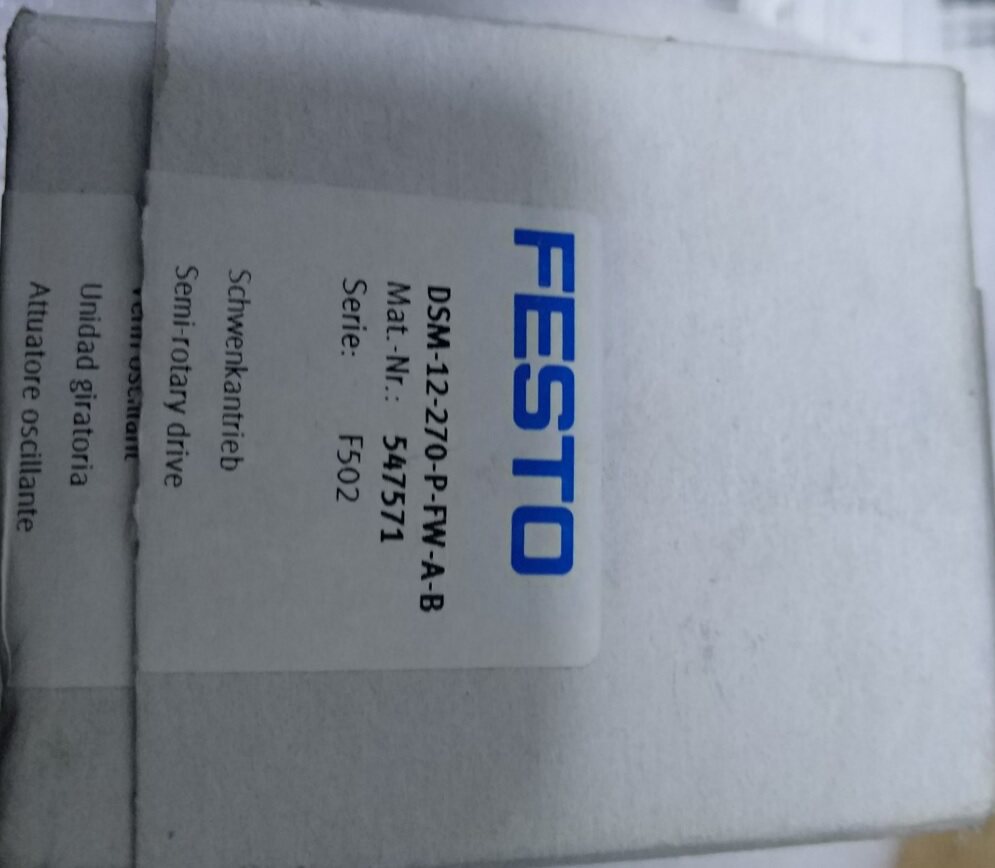 FESTO
DSM-12-270-P-FW-A-B
Mat.-Nr.: 547571
Serie: F502
Schwenkantrieb
Semi-rotary drive
Unidad giratoria
Attuatore oscillante